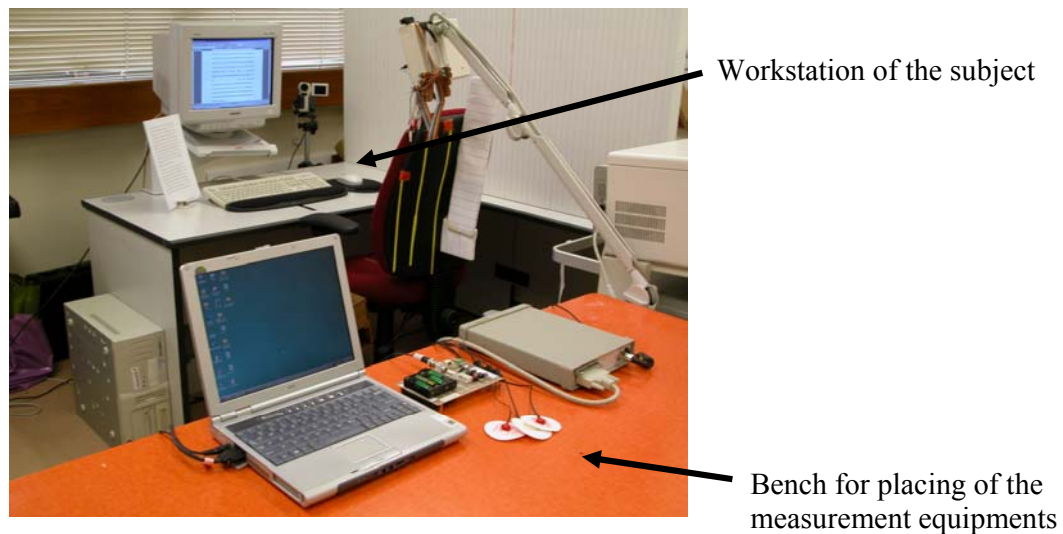 Workstation of the subject
Bench for placing of the
measurement equipments